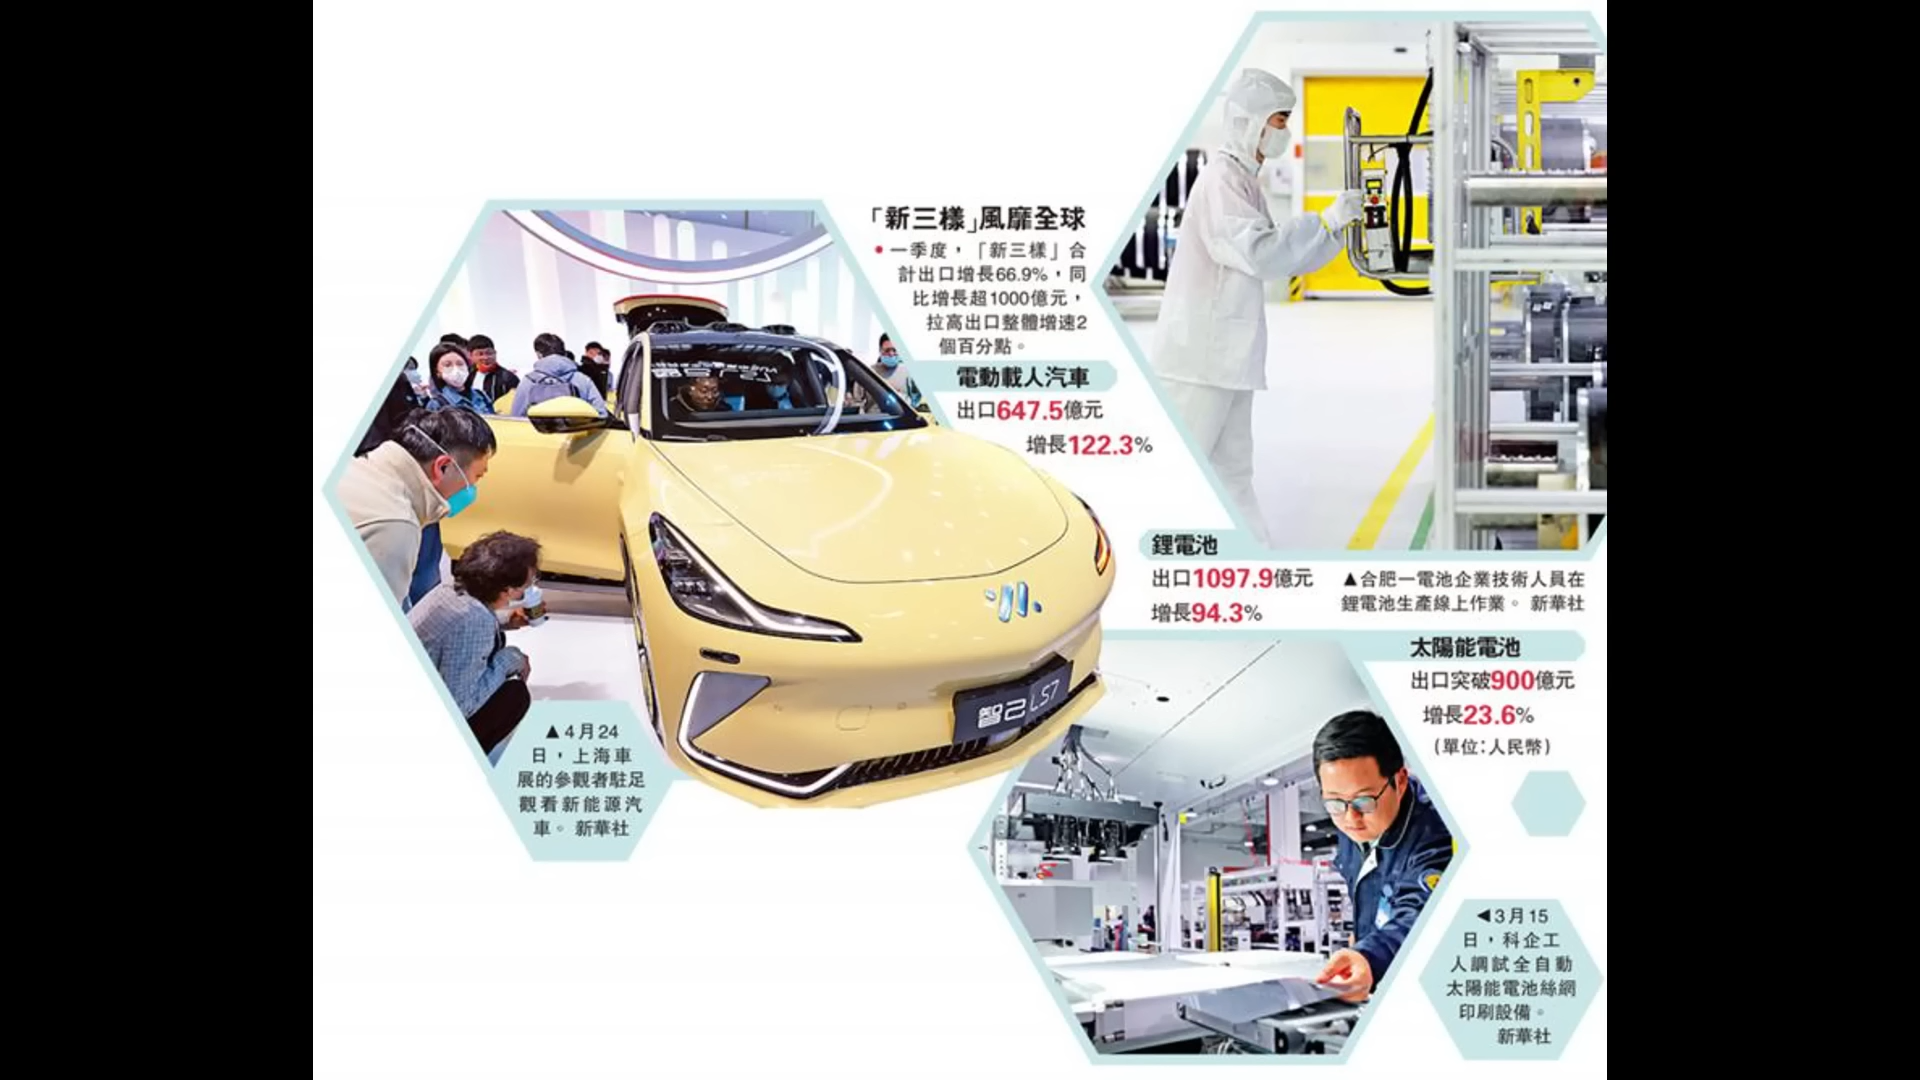 「新三樣」風靡全球
• 一季度，「新三樣」合
計出口增長66.9%，同
比增長超1000億元，
拉高出口整體增速2
個百分點。
電動載人汽車
出口647.5億元
增長122.3%
鋰電池
出口1097.9億元
增長94.3%
▲合肥一電池企業技術人員在
鋰電池生產線上作業。 新華社
太陽能電池
出口突破900億元
增長23.6%
（單位：人民幣）
智己LS7
▲4月24
日，上海車
展的參觀者駐足
觀看新能源汽
車。 新華社
◀3月15
日，科企工
人調試全自動
太陽能電池絲網
印刷設備。
新華社